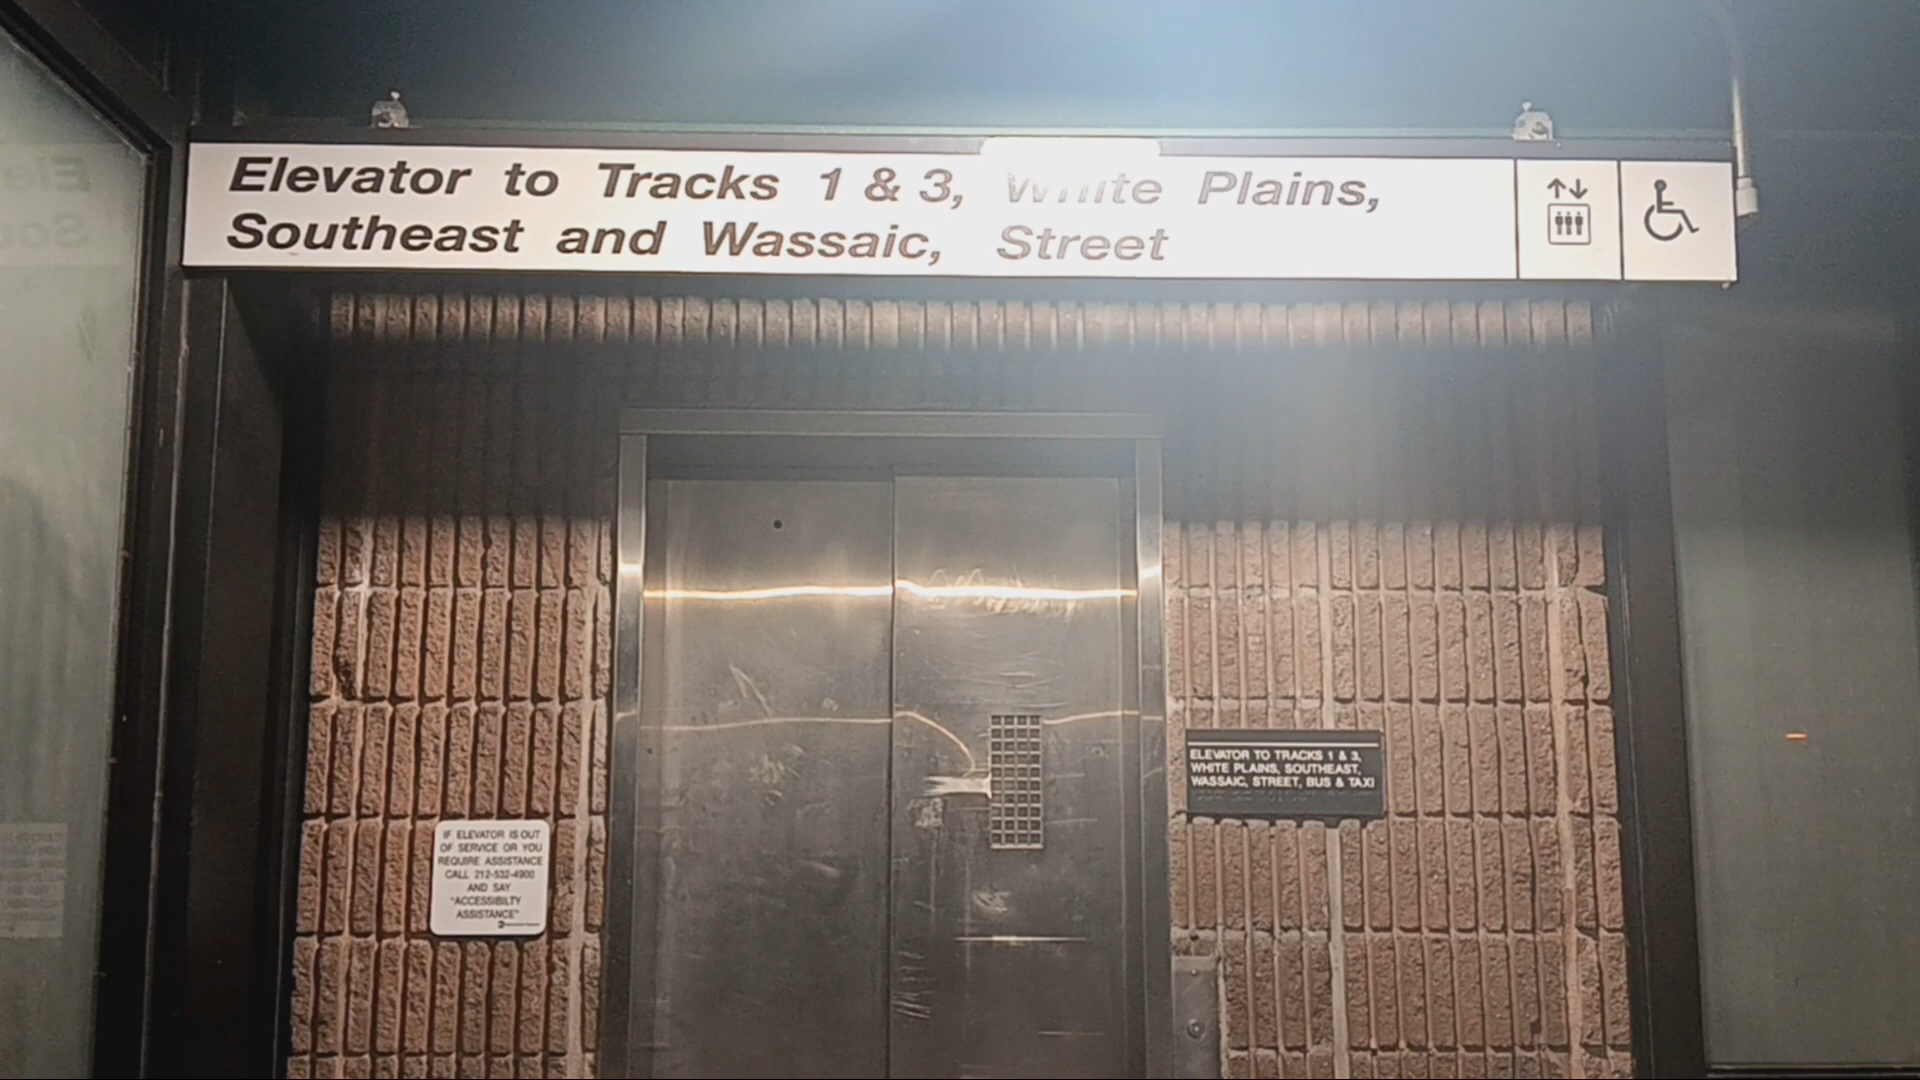 Elevator to Tracks 1 & 3, White Plains,
Southeast and Wassaic, Street
ELEVATOR TO TRACKS 1 & 3,
WHITE PLAINS, SOUTHEAST,
WASSAIC, STREET, BUS & TAXI
IF ELEVATOR IS OUT
OF SERVICE OR YOU
REQUIRE ASSISTANCE
CALL 212-532-4900
AND SAY
"ACCESSIBILTY
ASSISTANCE"